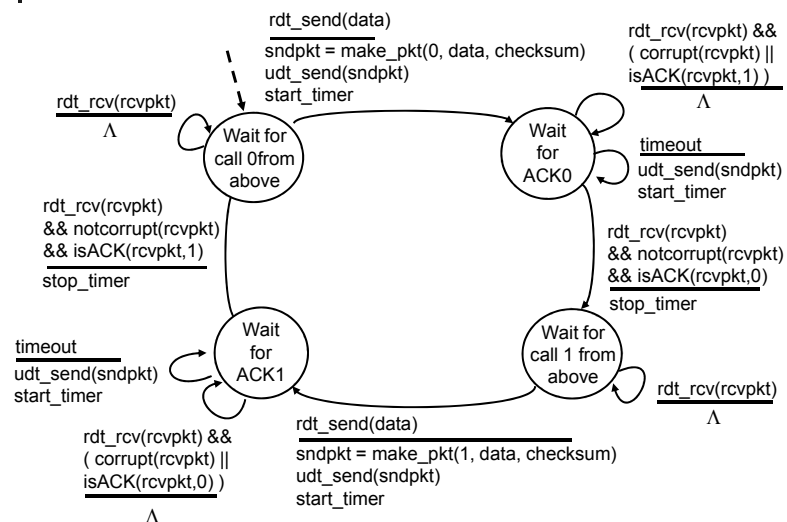 rdt_send(data)
sndpkt = make_pkt(0, data, checksum)
udt_send(sndpkt)
start_timer
rdt_rcv(rcvpkt) &&
( corrupt(rcvpkt) ||
isACK(rcvpkt,1) )
Λ
rdt_rcv(rcvpkt)
Λ
Wait for
call 0from
above
Wait
for
ACK0
timeout
udt_send(sndpkt)
start_timer
rdt_rcv(rcvpkt)
&& notcorrupt(rcvpkt)
&& isACK(rcvpkt,1)
stop_timer
rdt_rcv(rcvpkt)
&& notcorrupt(rcvpkt)
&& isACK(rcvpkt,0)
stop_timer
Wait
for
ACK1
Wait for
call 1 from
above
timeout
udt_send(sndpkt)
start_timer
rdt_rcv(rcvpkt)
Λ
rdt_send(data)
sndpkt = make_pkt(1, data, checksum)
udt_send(sndpkt)
start_timer
rdt_rcv(rcvpkt) &&
( corrupt(rcvpkt) ||
isACK(rcvpkt,0) )
Λ